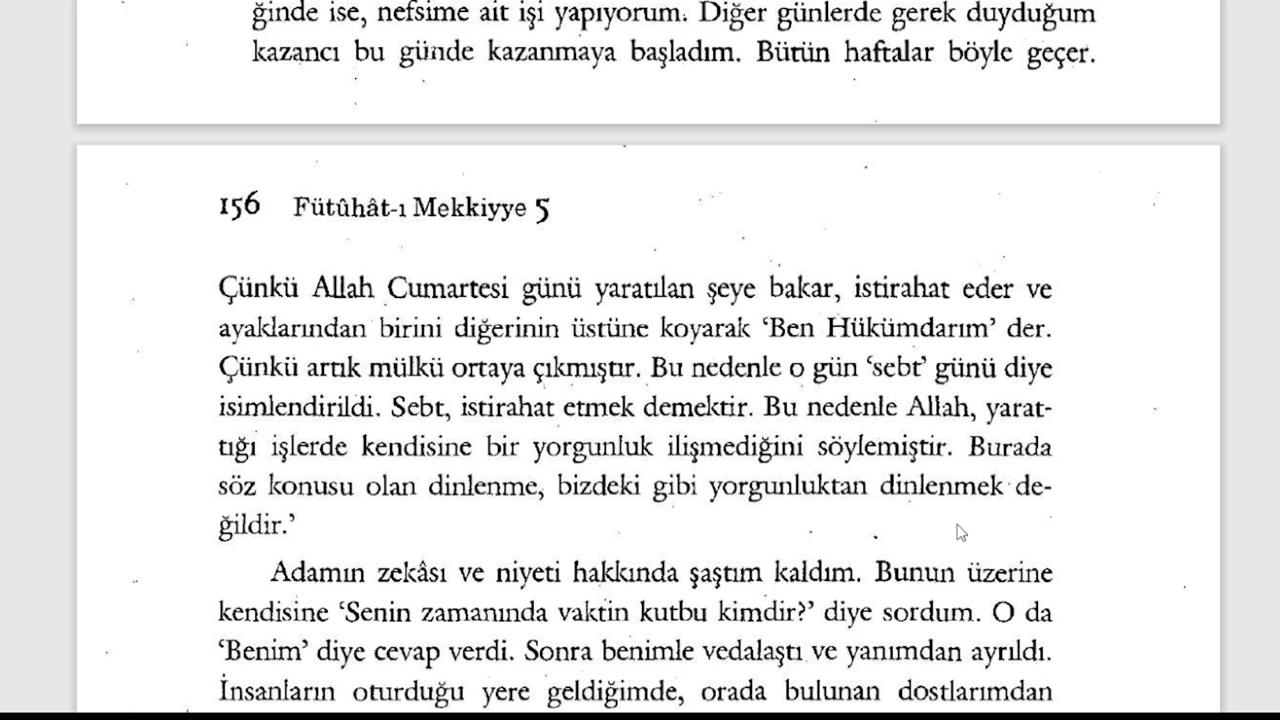 ğinde ise, nefsime ait işi yapıyorum. Diğer günlerde gerek duyduğum
kazancı bu günde kazanmaya başladım. Bütün haftalar böyle geçer.
156 Fütûhât-ı Mekkiyye 5
Çünkü Allah Cumartesi günü yaratılan şeye bakar, istirahat eder ve
ayaklarından birini diğerinin üstüne koyarak ‘Ben Hükümdarım’ der.
Çünkü artık mülkü ortaya çıkmıştır. Bu nedenle o gün ‘sebt’ günü diye
isimlendirildi. Sebt, istirahat etmek demektir. Bu nedenle Allah, yarat-
tığı işlerde kendisine bir yorgunluk ilişmediğini söylemiştir. Burada
söz konusu olan dinlenme, bizdeki gibi yorgunluktan dinlenmek de-
ğildir.’
Adamın zekâsı ve niyeti hakkında şaştım kaldım. Bunun üzerine
kendisine ‘Senin zamanında vaktin kutbu kimdir?’ diye sordum. O da
‘Benim’ diye cevap verdi. Sonra benimle vedalaştı ve yanımdan ayrıldı.
İnsanların oturduğu yere geldiğimde, orada bulunan dostlarımdan